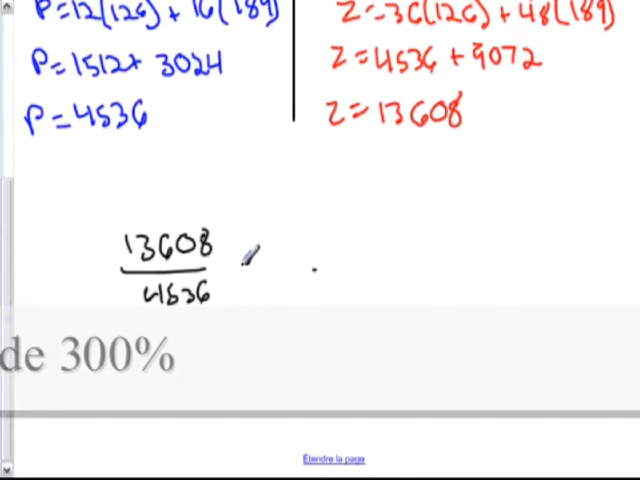 P=12(126)+16(189)
P=1512+3024
P=4536
Z=36(126)+48(189)
Z=4536+9072
Z=13608
13608
4536
de 300%
Étendre la page